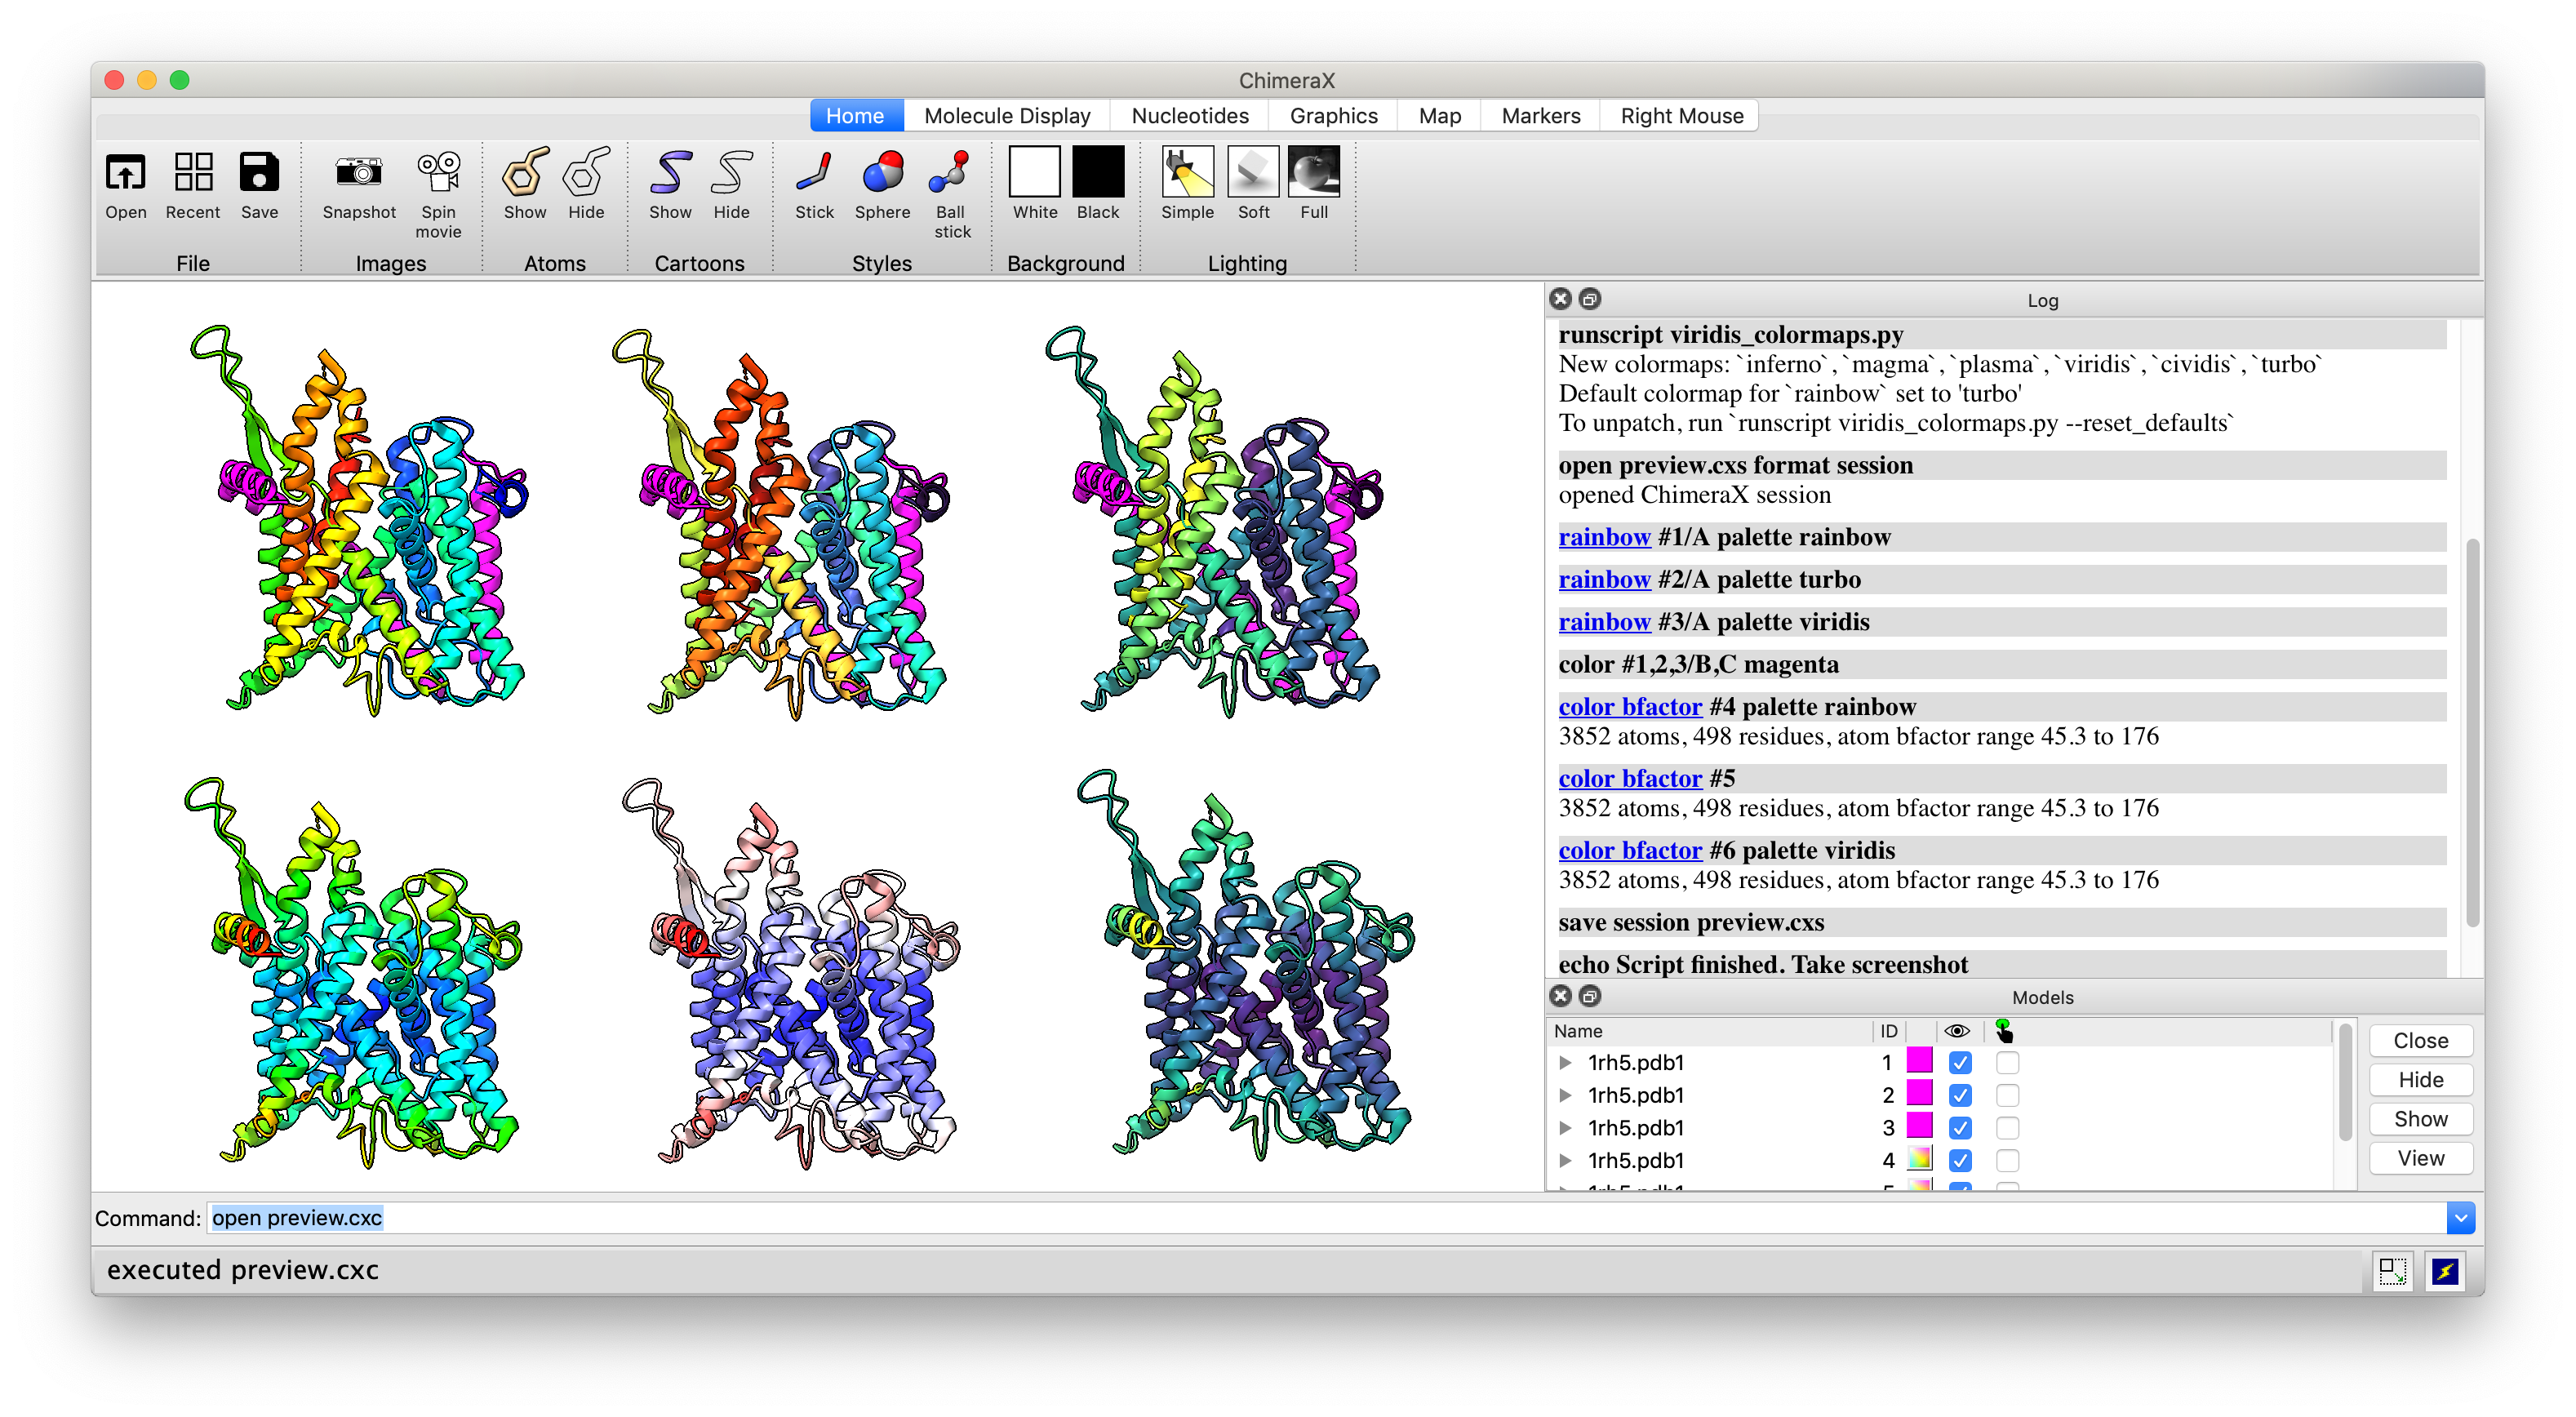 ChimeraX
Home Molecule Display Nucleotides Graphics Map Markers Right Mouse
Open Recent Save Snapshot Spin movie Show Hide Show Hide Stick Sphere Ball stick White Black Simple Soft Full
File Images Atoms Cartoons Styles Background Lighting
Log
runscript viridis_colormaps.py
New colormaps: `inferno`,`magma`,`plasma`,`viridis`,`cividis`,`turbo`
Default colormap for `rainbow` set to 'turbo'
To unpatch, run `runscript viridis_colormaps.py --reset_defaults`
open preview.cxs format session
opened ChimeraX session
rainbow #1/A palette rainbow
rainbow #2/A palette turbo
rainbow #3/A palette viridis
color #1,2,3/B,C magenta
color bfactor #4 palette rainbow
3852 atoms, 498 residues, atom bfactor range 45.3 to 176
color bfactor #5
3852 atoms, 498 residues, atom bfactor range 45.3 to 176
color bfactor #6 palette viridis
3852 atoms, 498 residues, atom bfactor range 45.3 to 176
save session preview.cxs
echo Script finished. Take screenshot
Models
Name ID
1rh5.pdb1 1
1rh5.pdb1 2
1rh5.pdb1 3
1rh5.pdb1 4
Close
Hide
Show
View
Command: open preview.cxc
executed preview.cxc